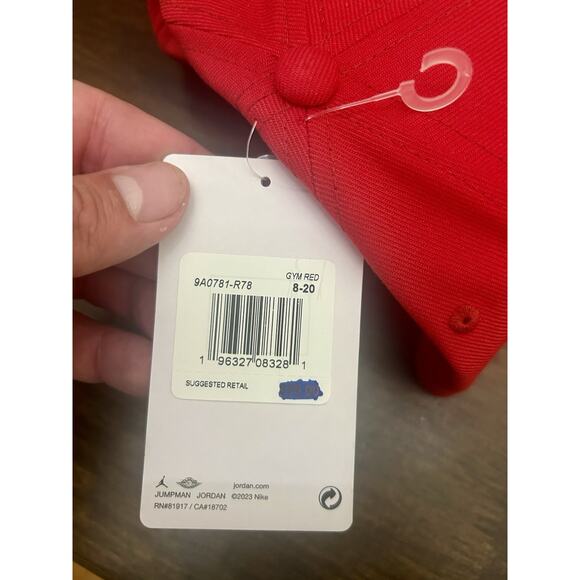 GYM RED
9A0781-R78 8-20
1 96327 08328 1
SUGGESTED RETAIL
jordan.com
JUMPMAN JORDAN ©2023 Nike
RN#81917 / CA#18702